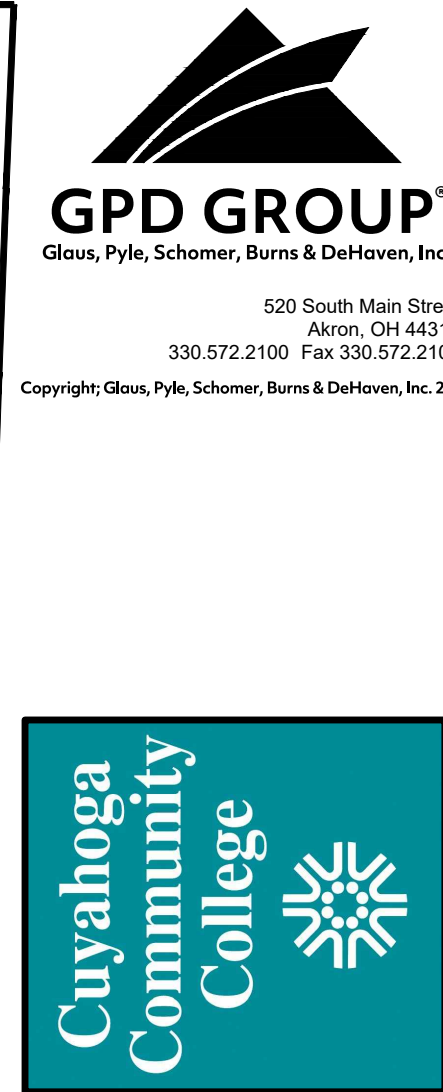 GPD GROUP®
Glaus, Pyle, Schomer, Burns & DeHaven, Inc
520 South Main Stre
Akron, OH 4431
330.572.2100 Fax 330.572.210
Copyright; Glaus, Pyle, Schomer, Burns & DeHaven, Inc. 2
Cuyahoga
Community
College